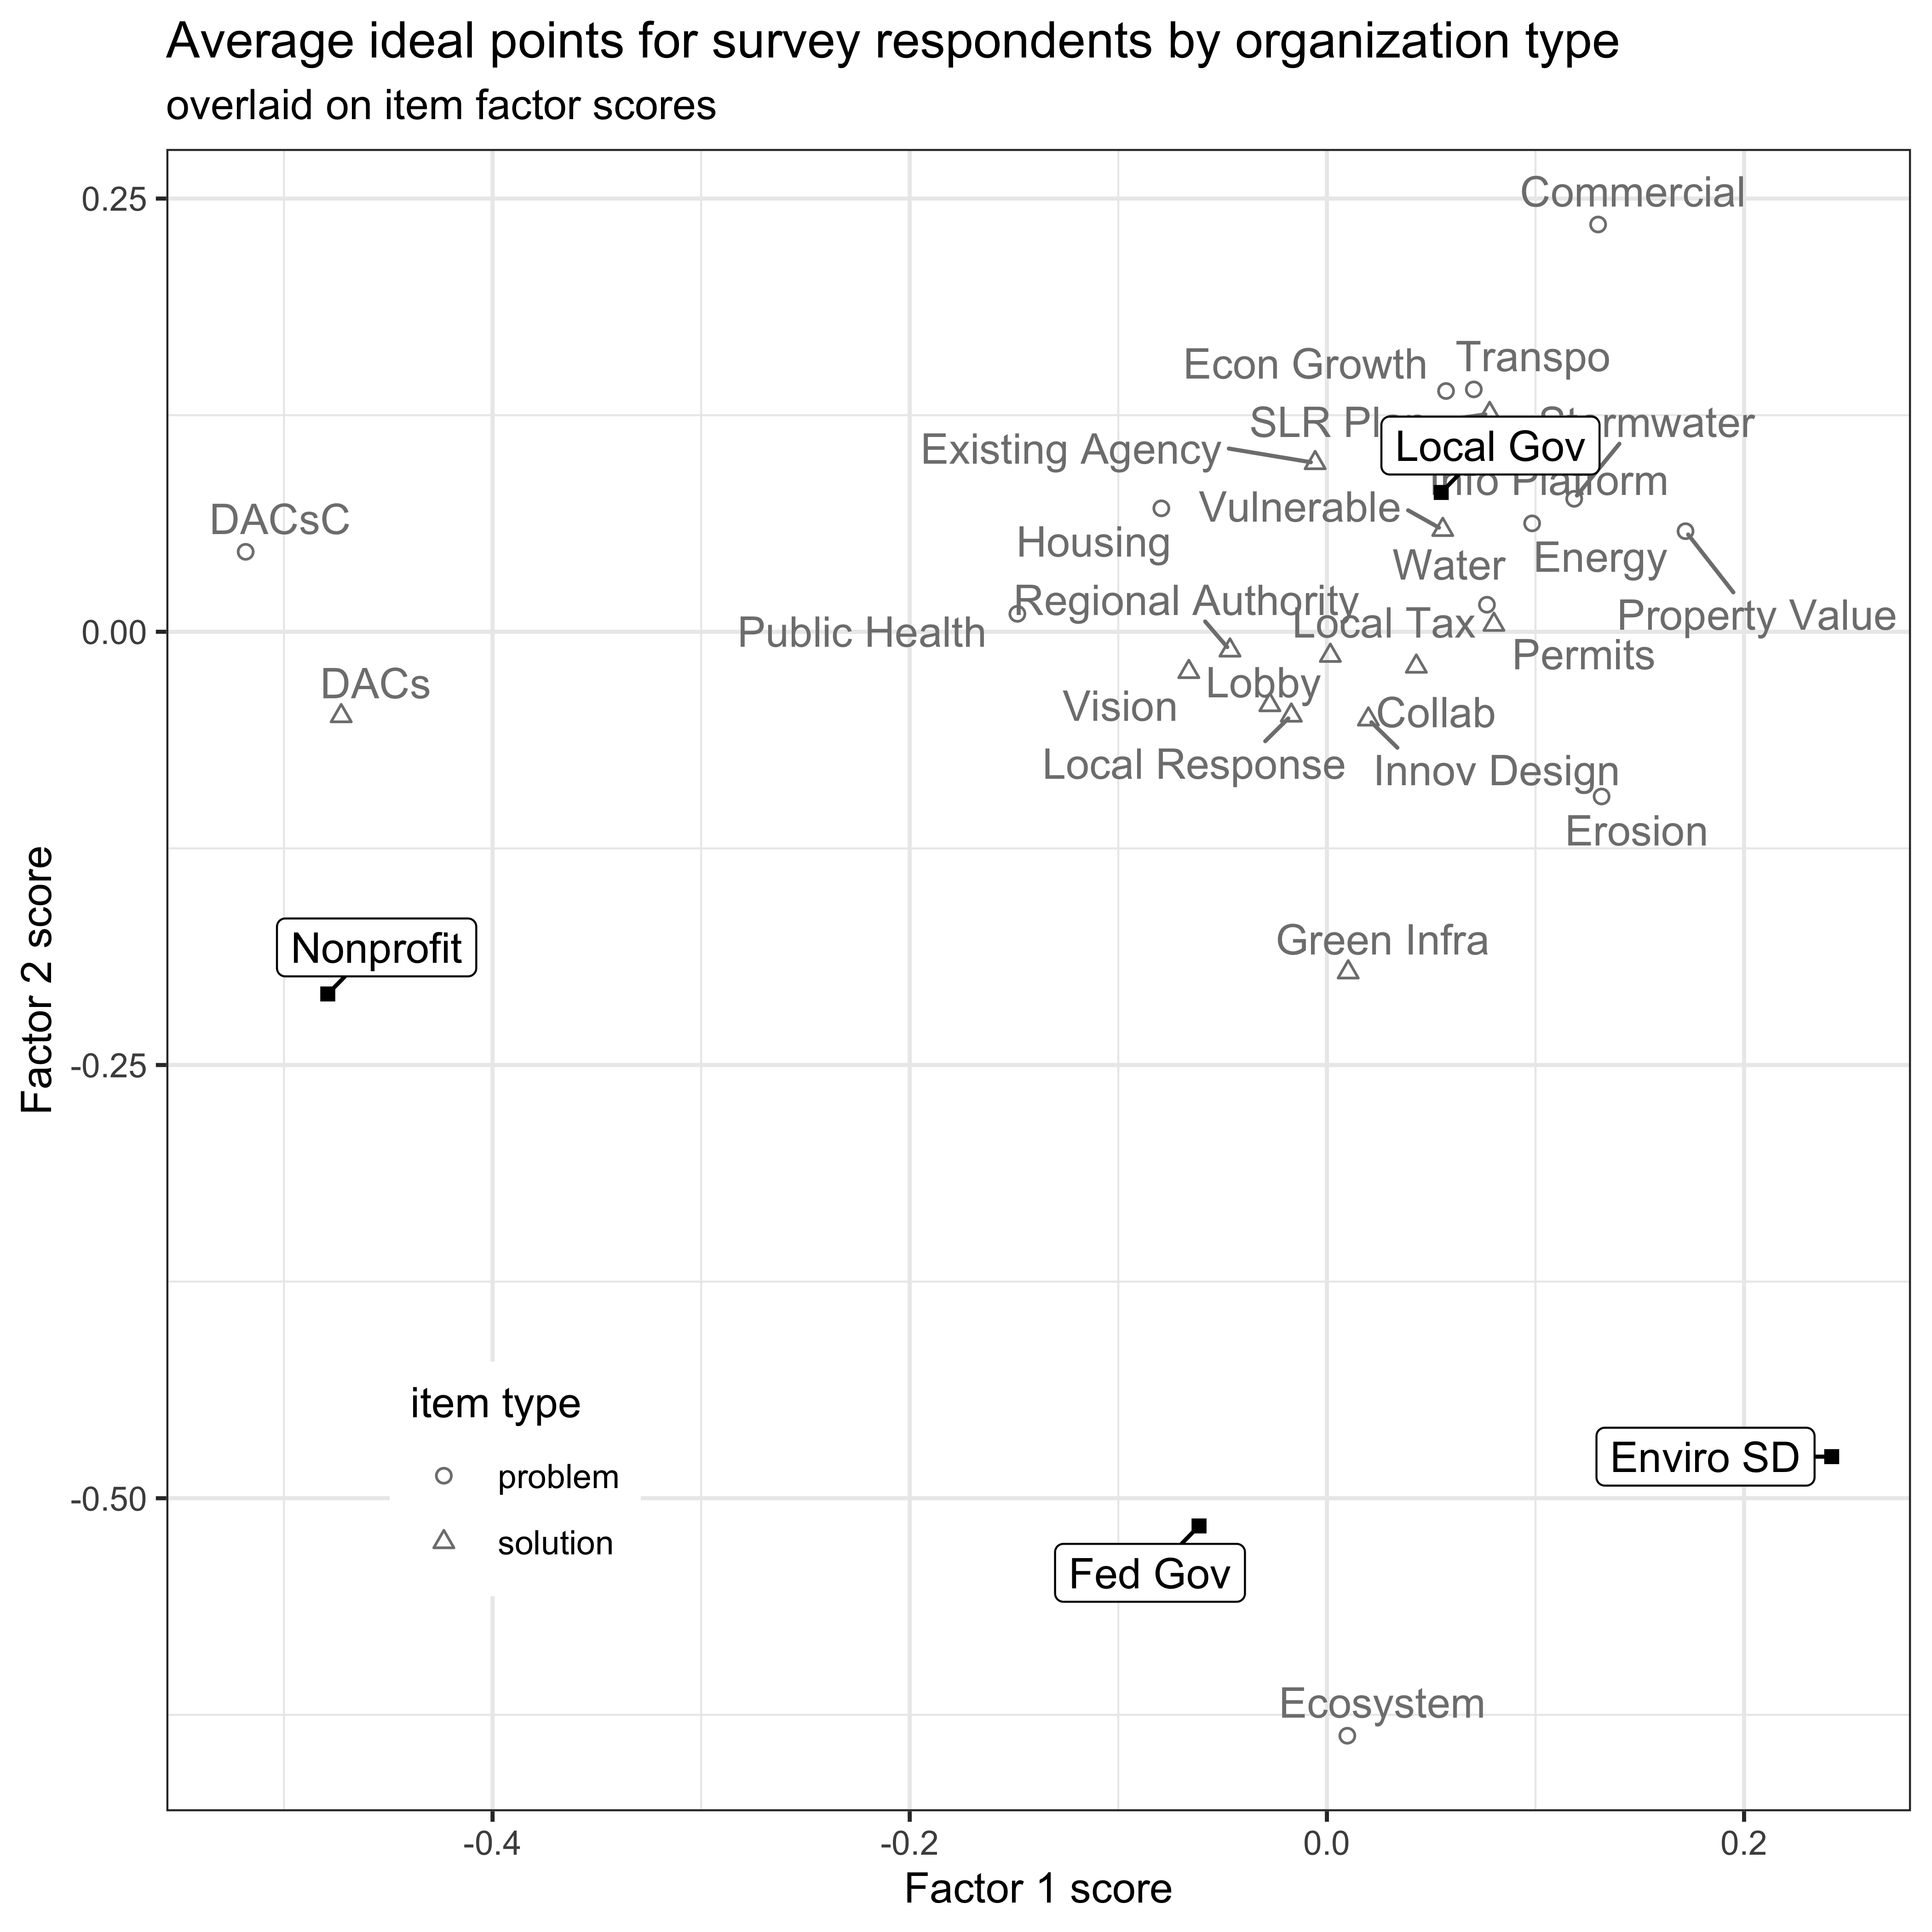 Average ideal points for survey respondents by organization type
overlaid on item factor scores
Factor 2 score
0.25
0.00
-0.25
-0.50
Commercial
Transpo
Econ Growth
SLR
Local Gov
Existing Agency
Vulnerable
DACsC
Housing
Water
Energy
Regional Authority
Local Tax
Property Value
Public Health
Permits
DACs
Lobby
Vision
Collab
Local Response
Innov Design
Erosion
Nonprofit
Green Infra
item type
problem
solution
Enviro SD
Fed Gov
Ecosystem
-0.4
-0.2
0.0
0.2
Factor 1 score